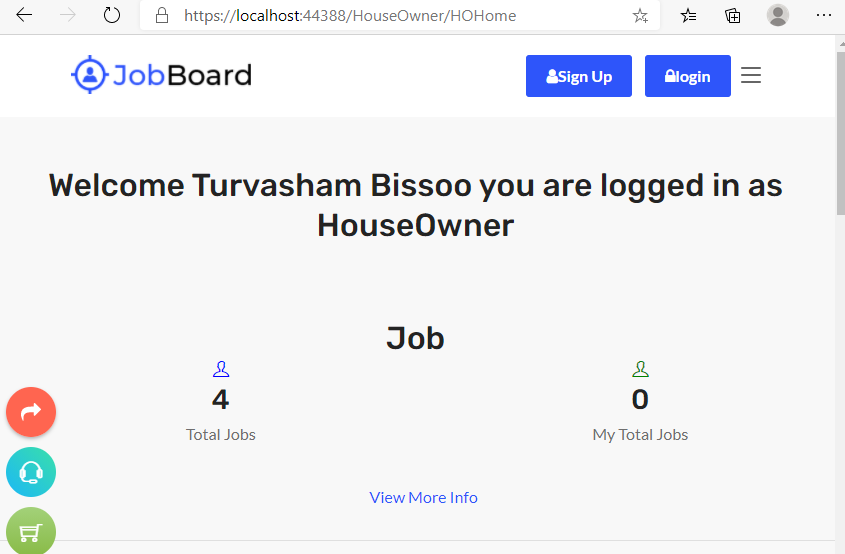 https://localhost:44388/HouseOwner/HOHome
JobBoard
Sign Up
login
Welcome Turvasham Bissoo you are logged in as
HouseOwner
Job
4
0
Total Jobs
My Total Jobs
View More Info